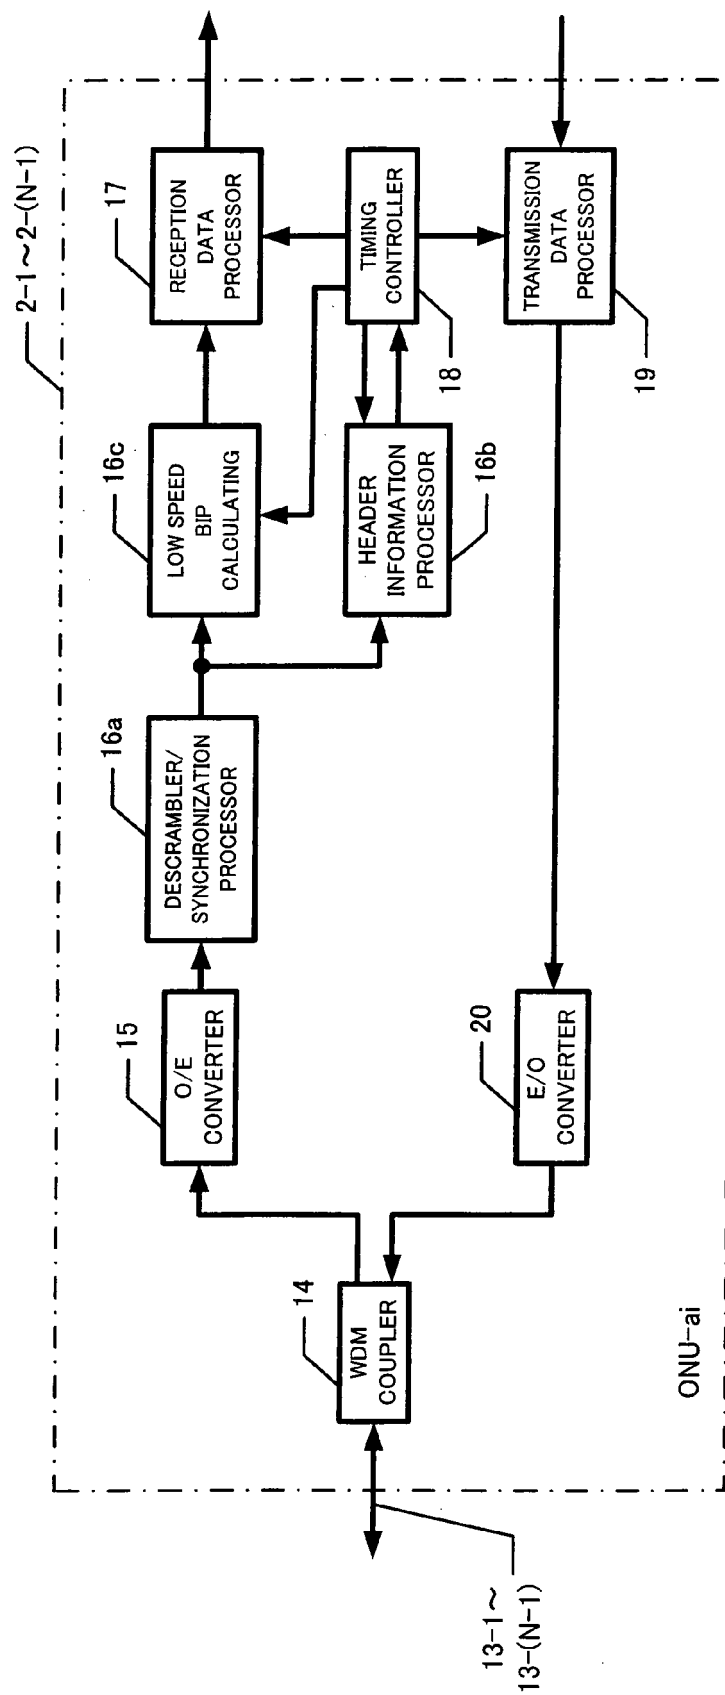 2-1~2-(N-1)
13-1~
13-(N-1)
14
WDM
COUPLER
15
O/E
CONVERTER
16a
DESCRAMBLER/
SYNCHRONIZATION
PROCESSOR
16c
LOW SPEED
BIP
CALCULATING
17
RECEPTION
DATA
PROCESSOR
HEADER
INFORMATION
PROCESSOR
16b
TIMING
CONTROLLER
18
20
E/O
CONVERTER
TRANSMISSION
DATA
PROCESSOR
19
ONU-ai